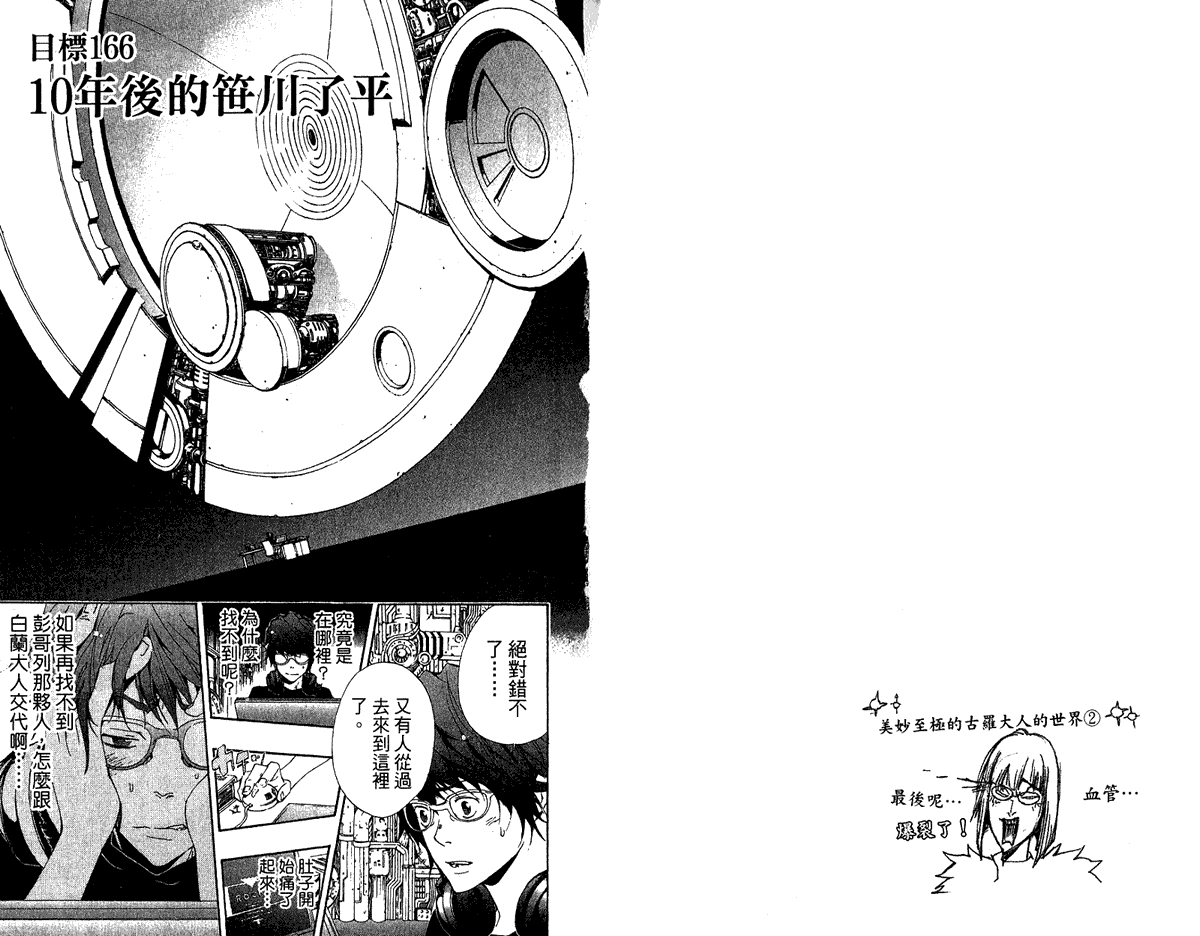 美妙至極的古羅大人的世界②
血管…
最後呢…
爆裂了！
目標166
10年後的笹川了平
絕對錯不
了……
又有人從過
去來到這裡
了。
究竟是
在哪裡？
為什麼
找不到呢？
肚子開
始痛了
起來…
如果再找不到
彭哥列那夥人，怎麼跟
白蘭大人交代啊……